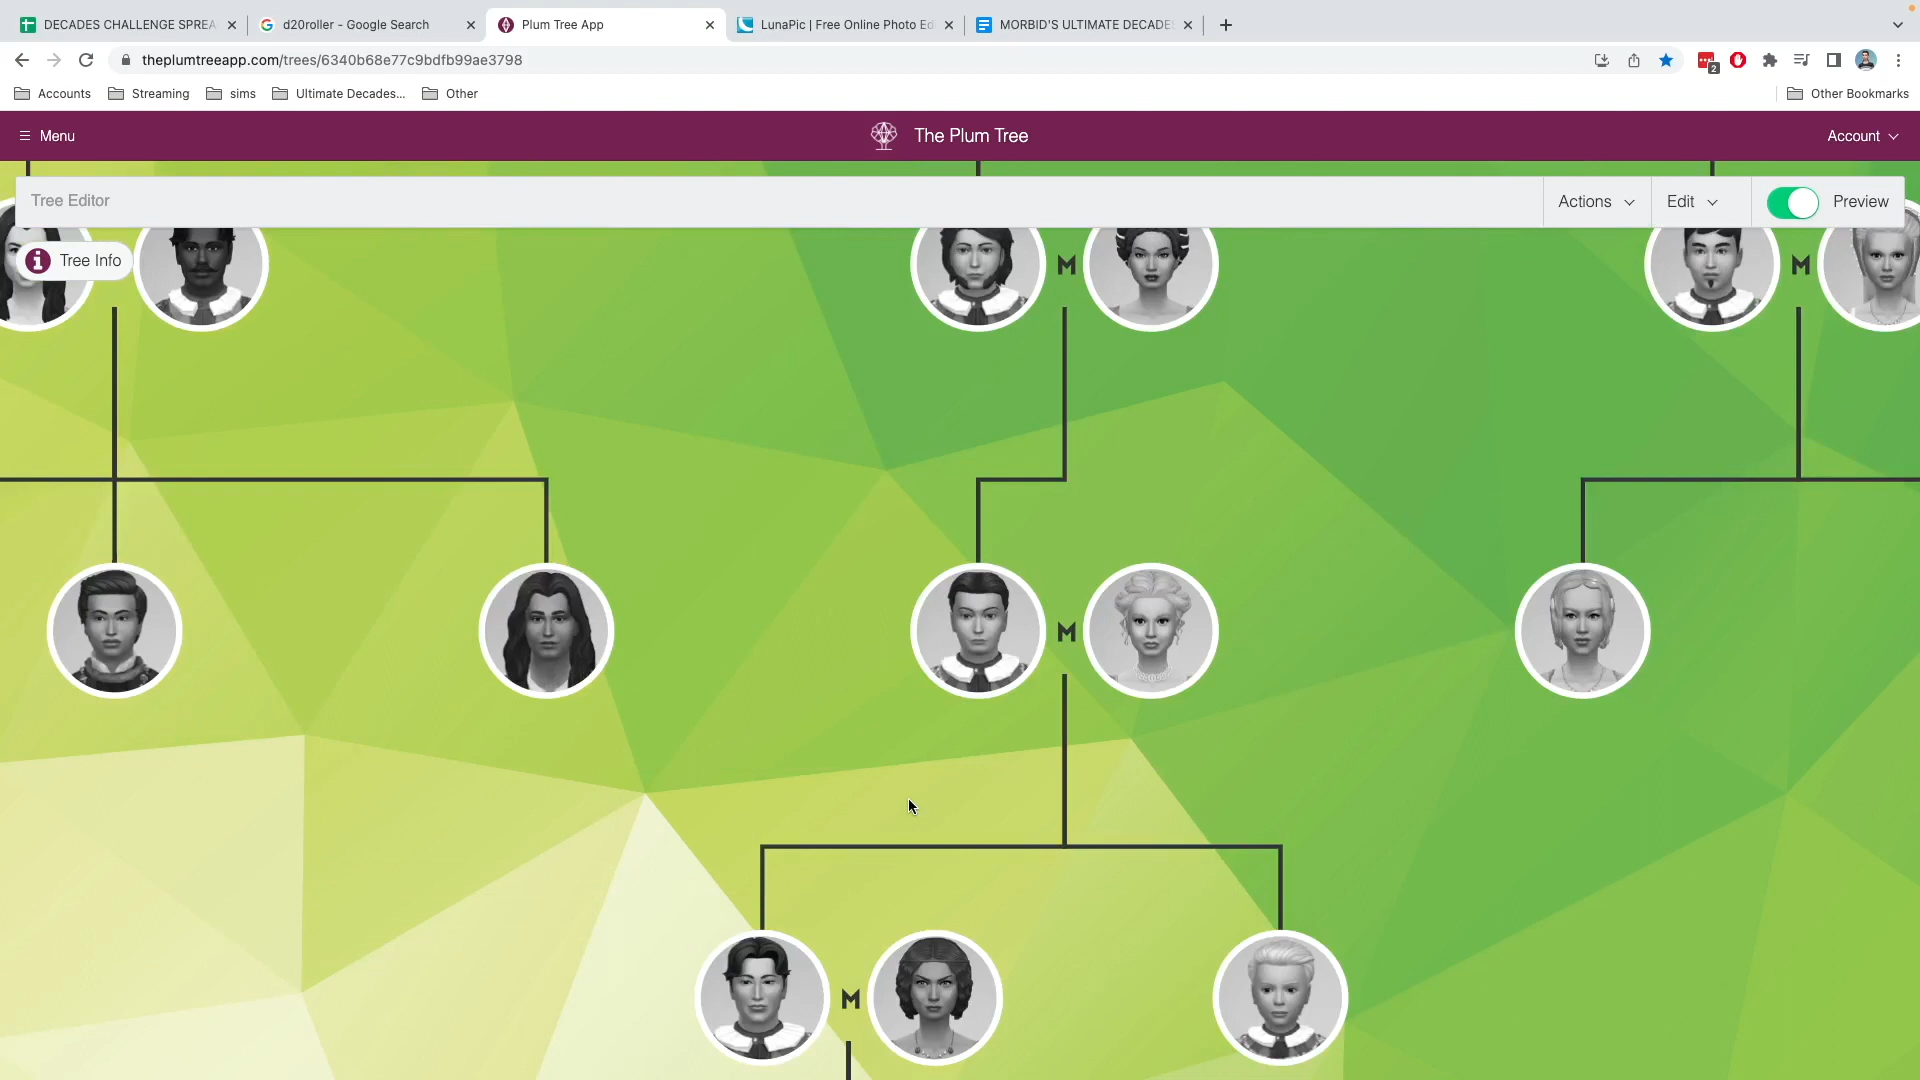 DECADES CHALLENGE SPREA
d20roller - Google Search
Plum Tree App
LunaPic | Free Online Photo Ed
MORBID'S ULTIMATE DECADE
theplumtreeapp.com/trees/6340b68e77c9bdfb99ae3798
2
Accounts
Streaming
sims
Ultimate Decades...
Other
Other Bookmarks
Menu
The Plum Tree
Account
Tree Editor
Actions
Edit
Preview
Tree Info
M
M
M
M